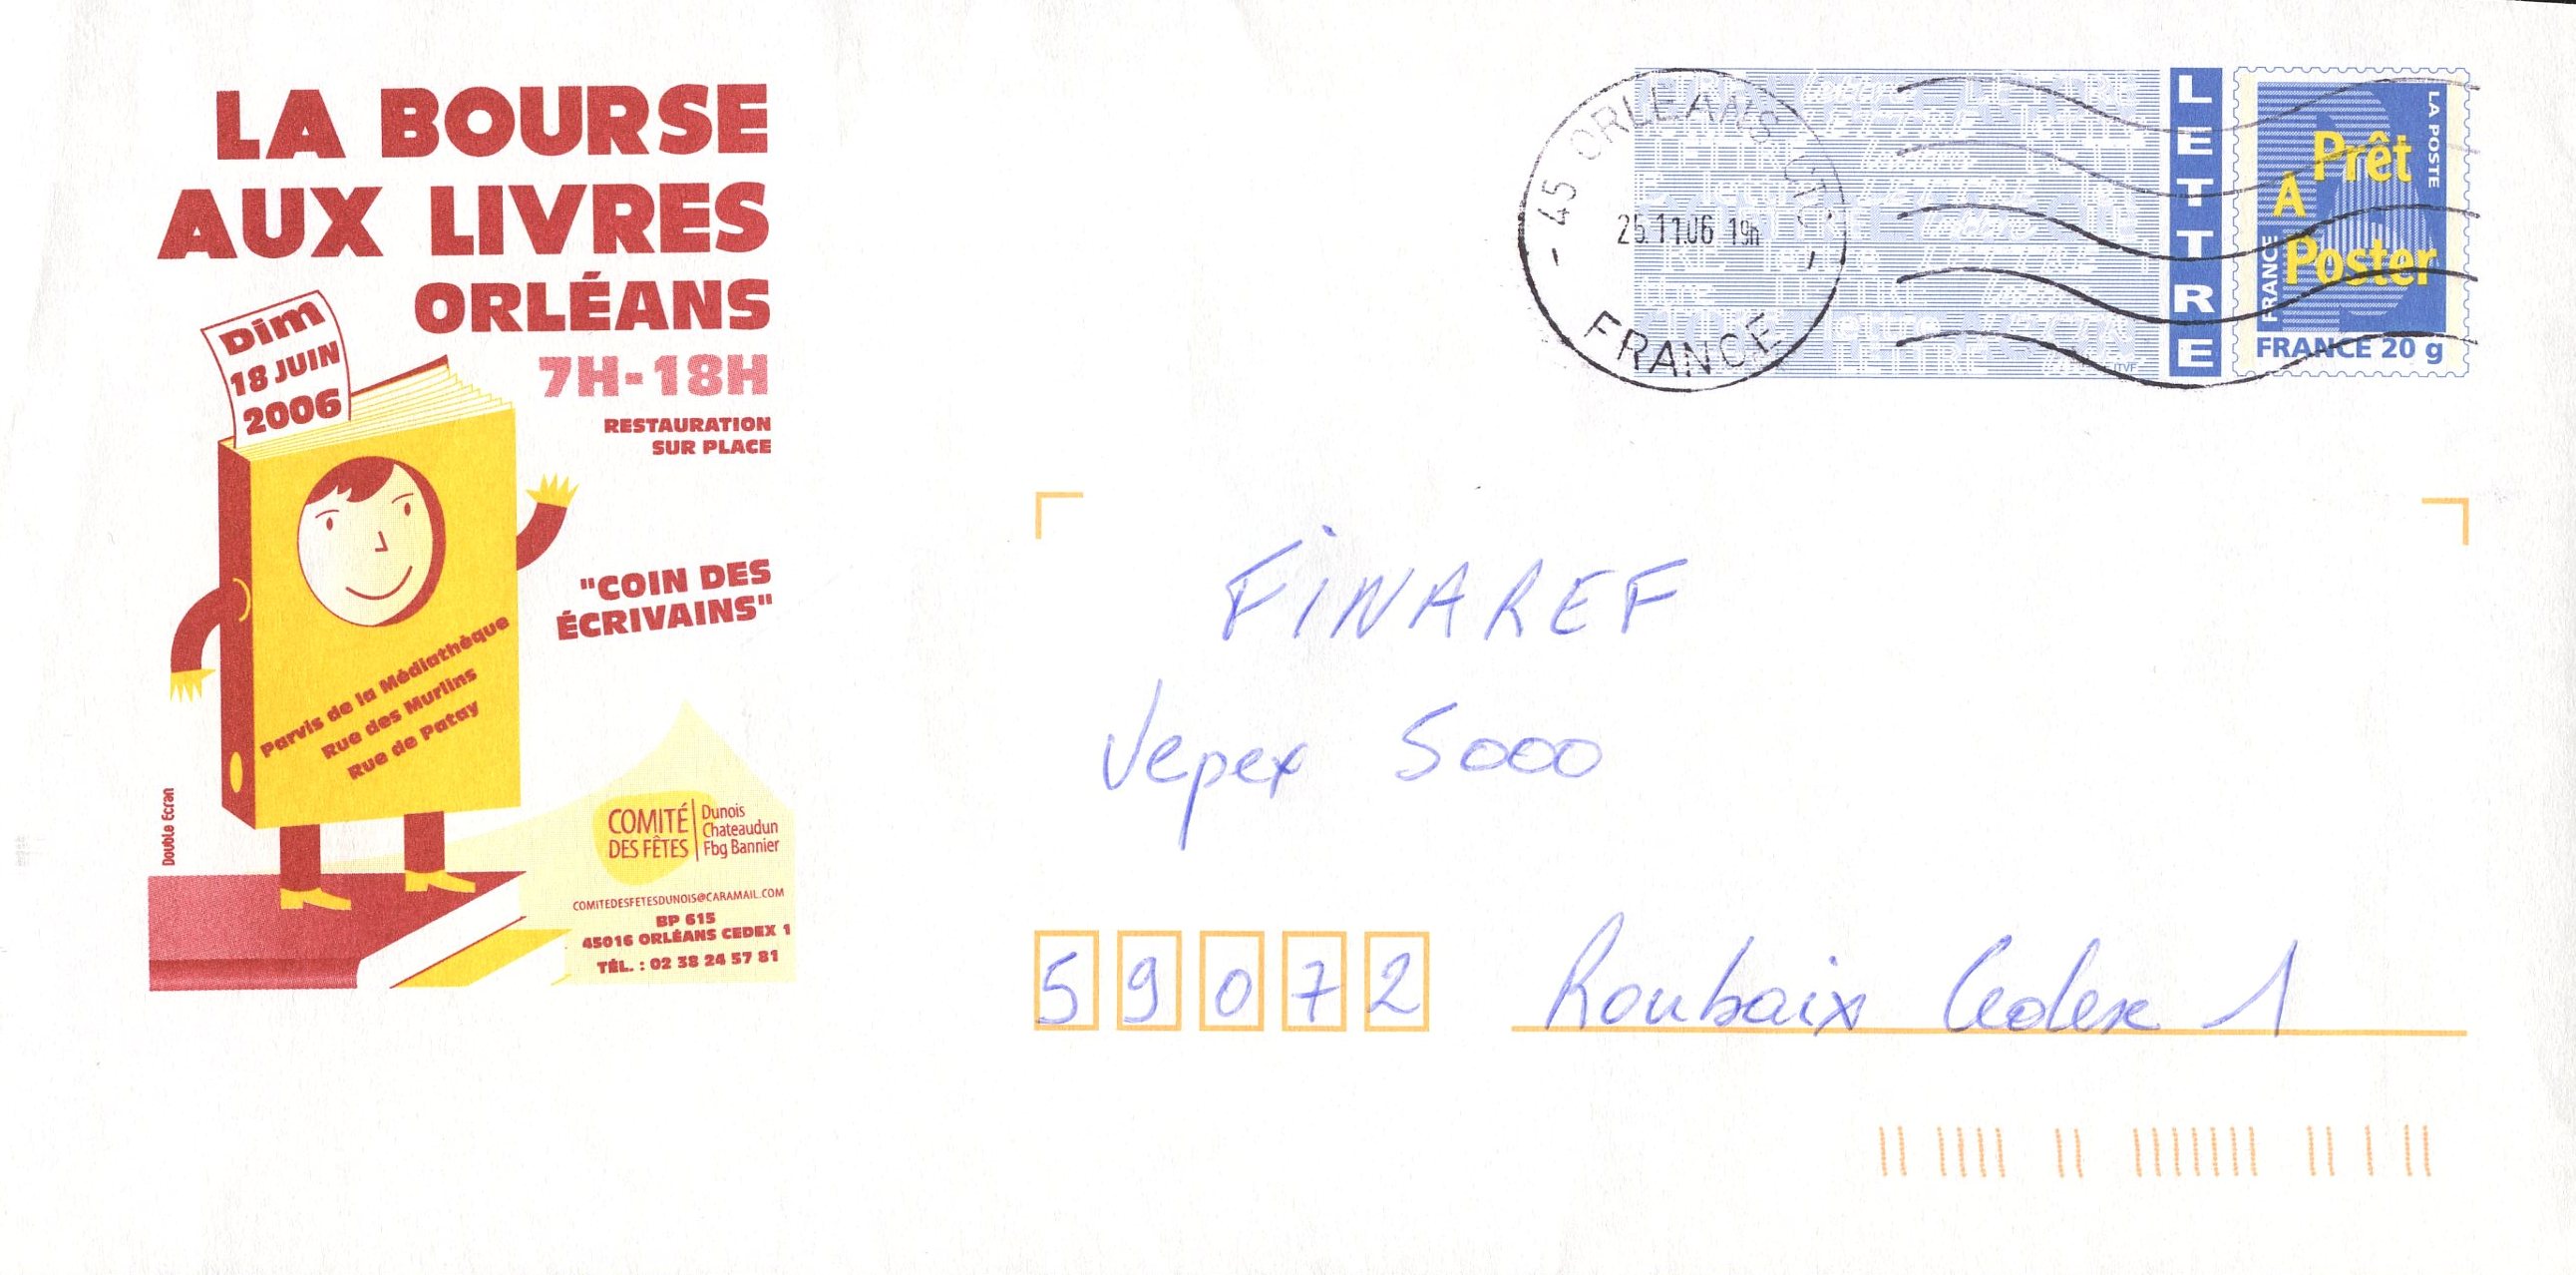 LA BOURSE
AUX LIVRES
ORLÉANS
7H-18H
RESTAURATION
SUR PLACE
Dim
18 JUIN
2006
"COIN DES
ÉCRIVAINS"
Parvis de la Médiathèque
Rue des Murlins
Rue de Patay
Double Ecran
COMITÉ
DES FÊTES
Dunois
Chateaudun
Fbg Bannier
COMITEDESFETESDUNOIS@CARAMAIL.COM
BP 615
45016 ORLÉANS CEDEX 1
TÉL. : 02 38 24 57 81
- 45 ORLEANS CTC -
25.11.06 19h
FRANCE
LETTRE
LA POSTE
Prêt
A
Poster
FRANCE
FRANCE 20 g
ITVF
FINAREF
Vepex 5000
59072 Roubaix Cedex 1